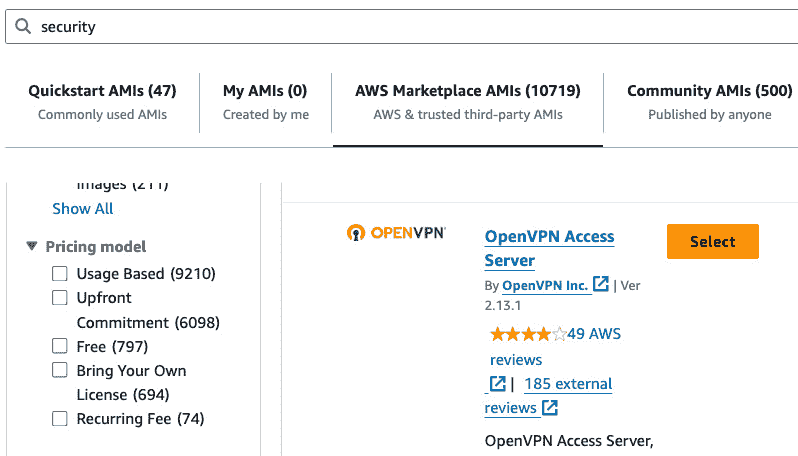 security
Quickstart AMIs (47)
Commonly used AMIs
My AMIs (0)
Created by me
AWS Marketplace AMIs (10719)
AWS & trusted third-party AMIs
Community AMIs (500)
Published by anyone
Images (211)
Show All
Pricing model
Usage Based (9210)
Upfront
Commitment (6098)
Free (797)
Bring Your Own
License (694)
Recurring Fee (74)
OPENVPN
OpenVPN Access
Server
By OpenVPN Inc. | Ver
2.13.1
49 AWS
reviews
| 185 external
reviews
OpenVPN Access Server,
Select